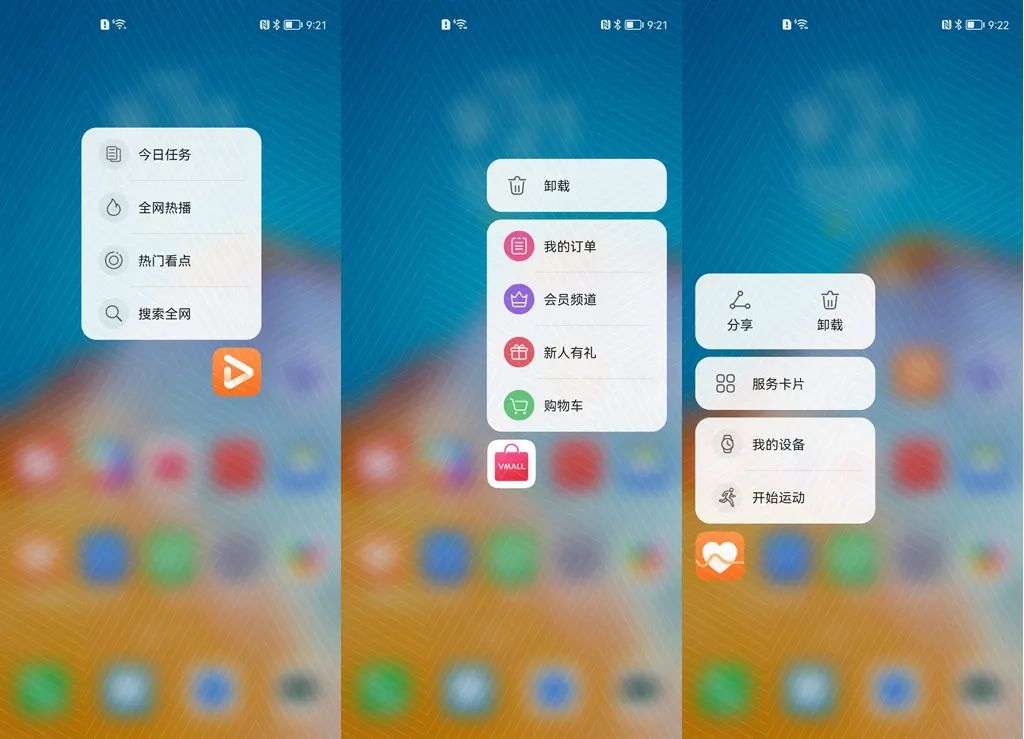 9:21
今日任务
全网热播
热门看点
搜索全网
9:21
卸载
我的订单
会员频道
新人有礼
购物车
VMALL
9:22
分享 卸载
服务卡片
我的设备
开始运动